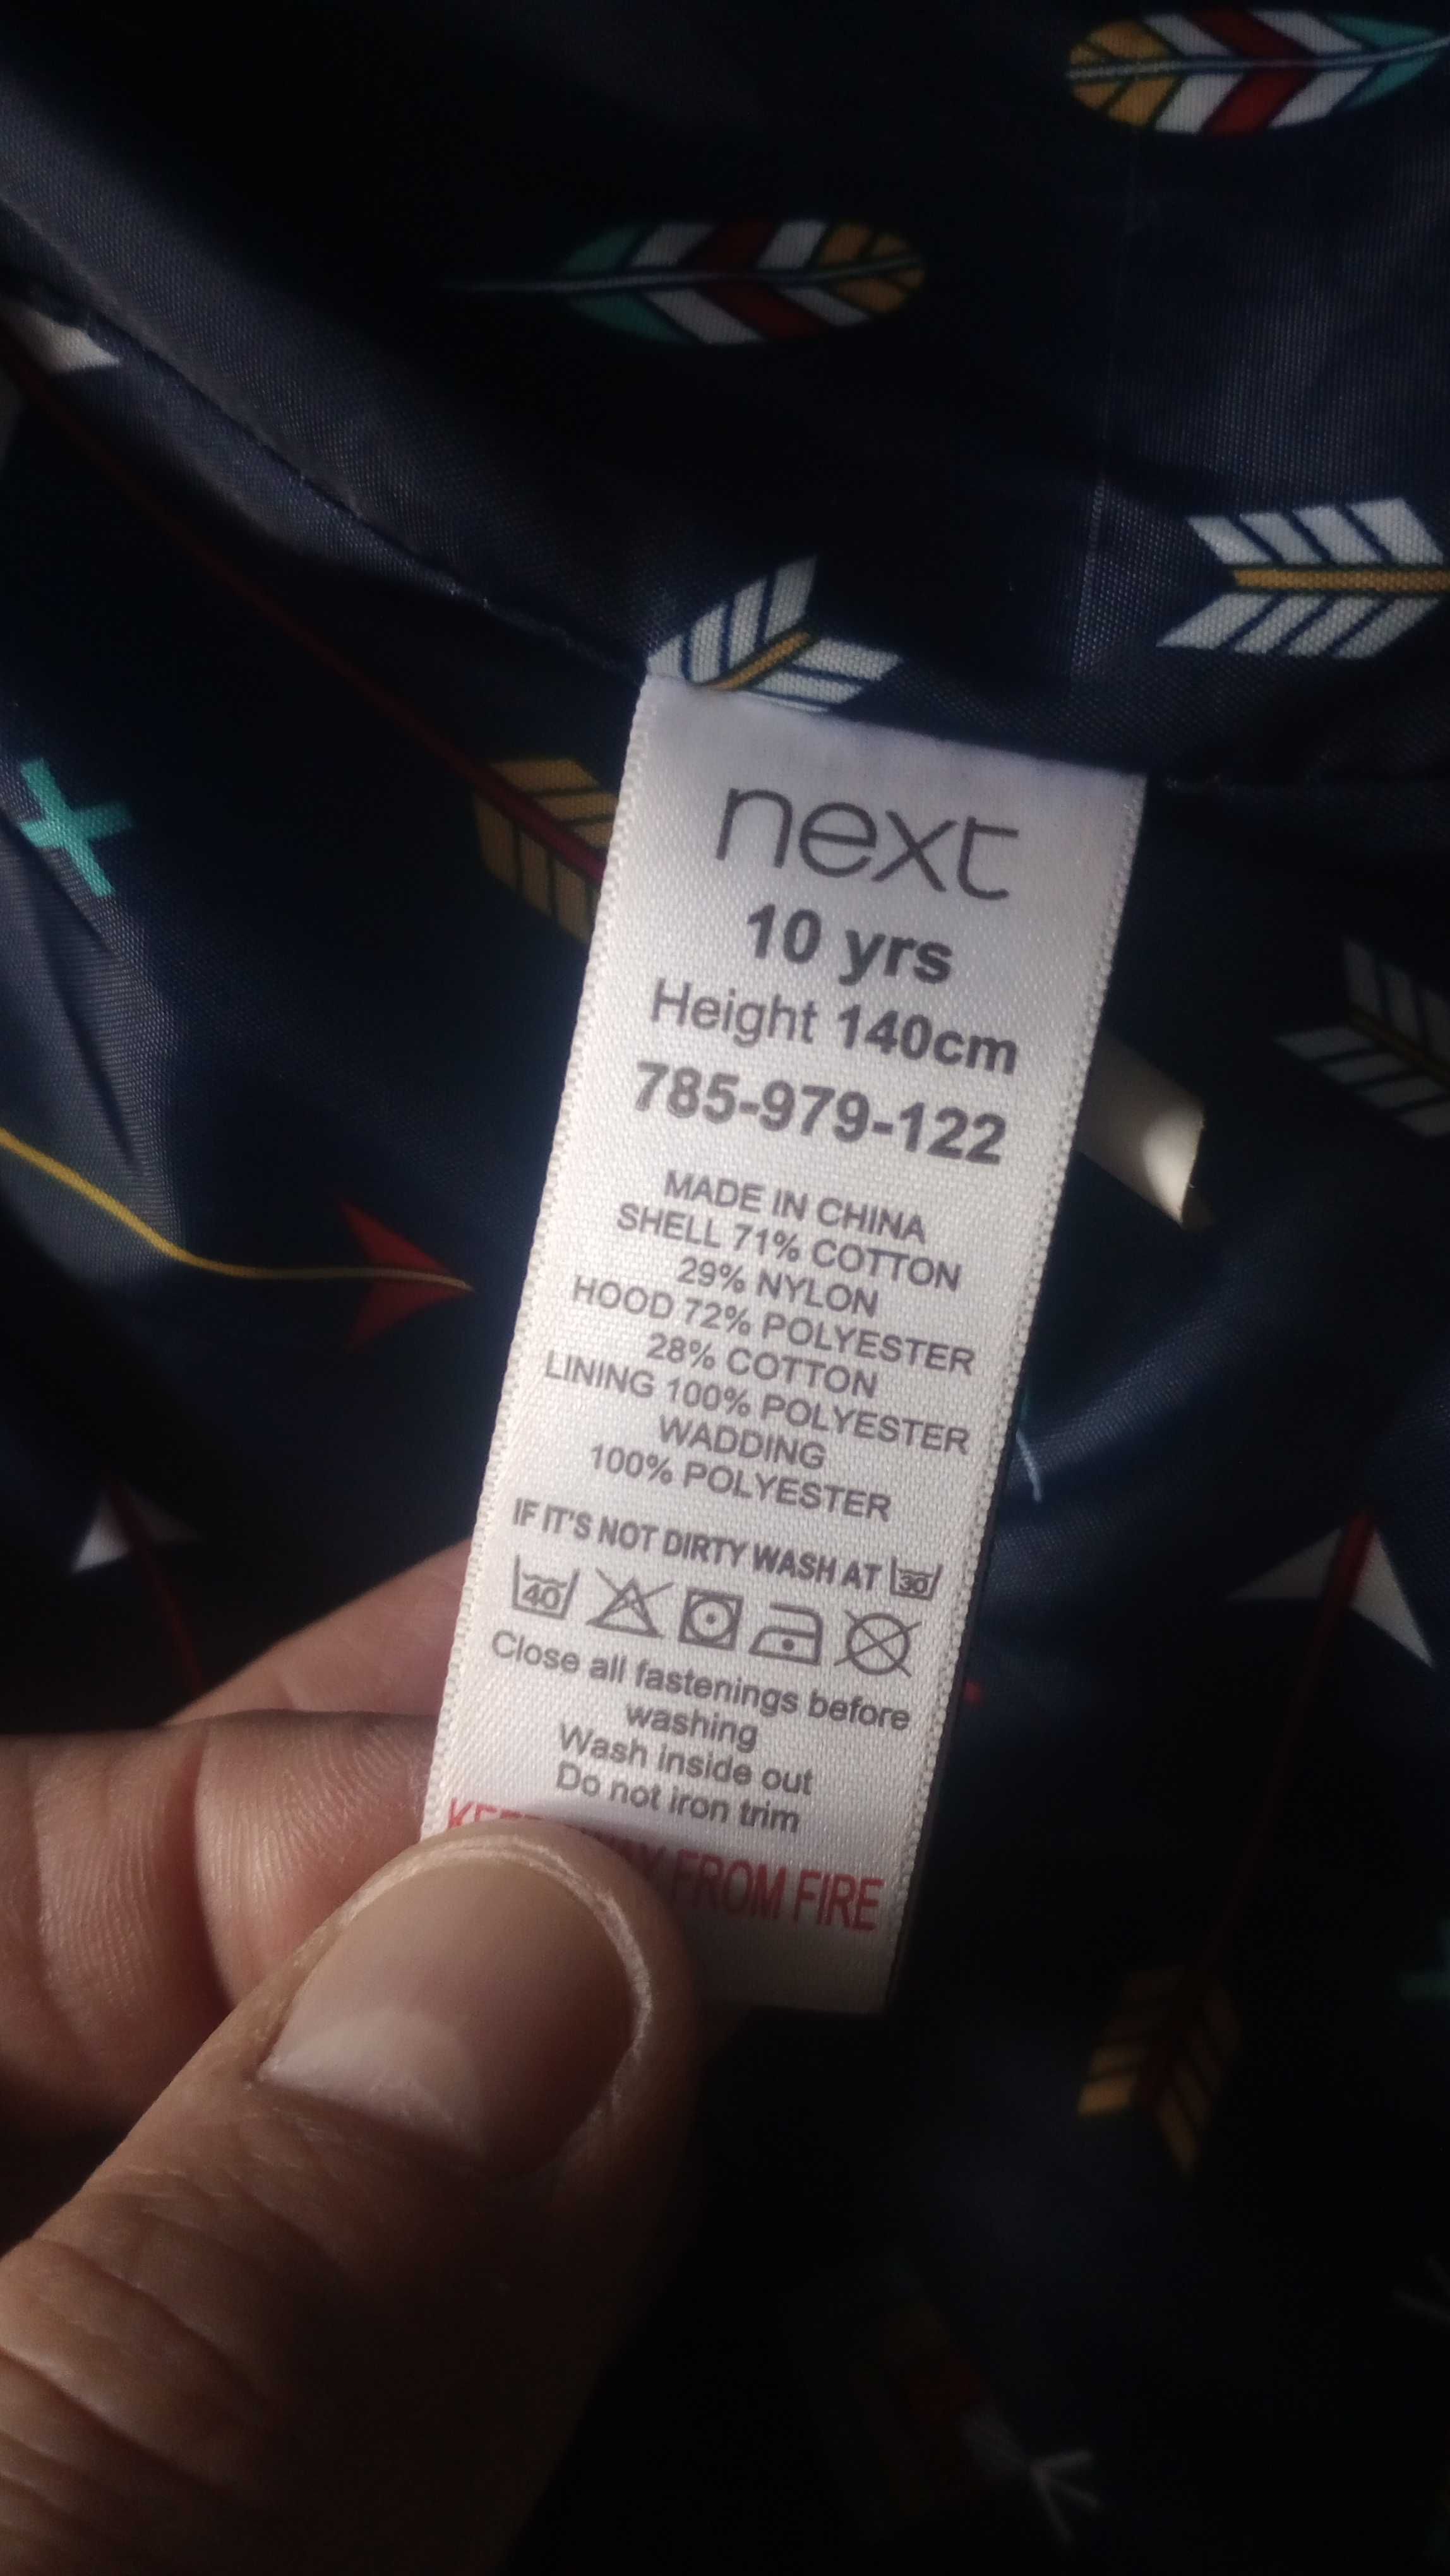 next
10 yrs
Height 140cm
785-979-122
MADE IN CHINA
SHELL 71% COTTON
29% NYLON
HOOD 72% POLYESTER
28% COTTON
LINING 100% POLYESTER
WADDING
100% POLYESTER
IF IT'S NOT DIRTY WASH AT 30
40
Close all fastenings before
washing
Wash inside out
Do not iron trim
FROM FIRE